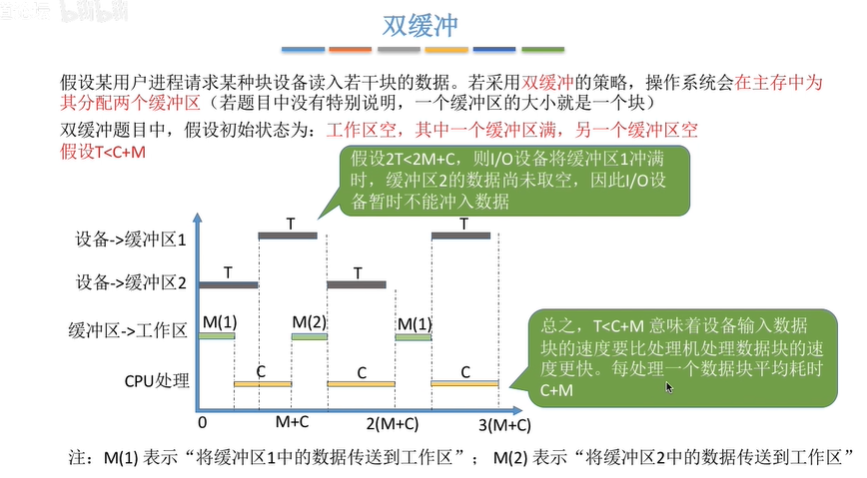 bilibili
双缓冲
假设某用户进程请求某种块设备读入若干块的数据。若采用双缓冲的策略，操作系统会在主存中为
其分配两个缓冲区（若题目中没有特别说明，一个缓冲区的大小就是一个块）
双缓冲题目中，假设初始状态为：工作区空，其中一个缓冲区满，另一个缓冲区空
假设T<C+M
假设2T<2M+C，则I/O设备将缓冲区1冲满
时，缓冲区2的数据尚未取空，因此I/O设
备暂时不能冲入数据
T T
设备->缓冲区1
T T
设备->缓冲区2
M(1) M(2) M(1)
缓冲区->工作区
C C C
CPU处理
0 M+C 2(M+C) 3(M+C)
总之，T<C+M 意味着设备输入数据
块的速度要比处理机处理数据块的速
度更快。每处理一个数据块平均耗时
C+M
注：M(1) 表示“将缓冲区1中的数据传送到工作区”； M(2) 表示“将缓冲区2中的数据传送到工作区”